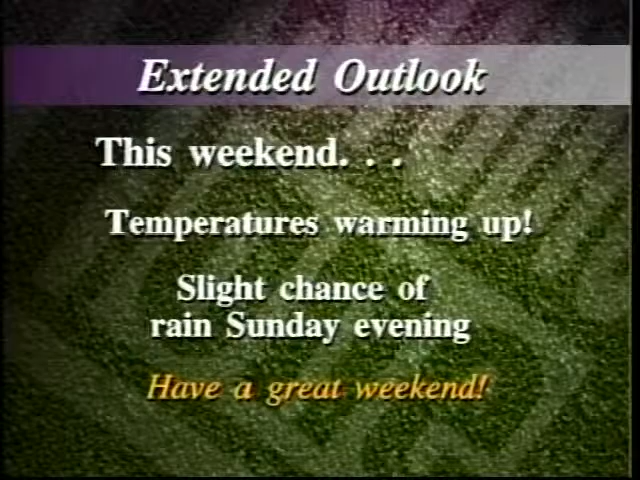 Extended Outlook
This weekend. . .
Temperatures warming up!
Slight chance of
rain Sunday evening
Have a great weekend!